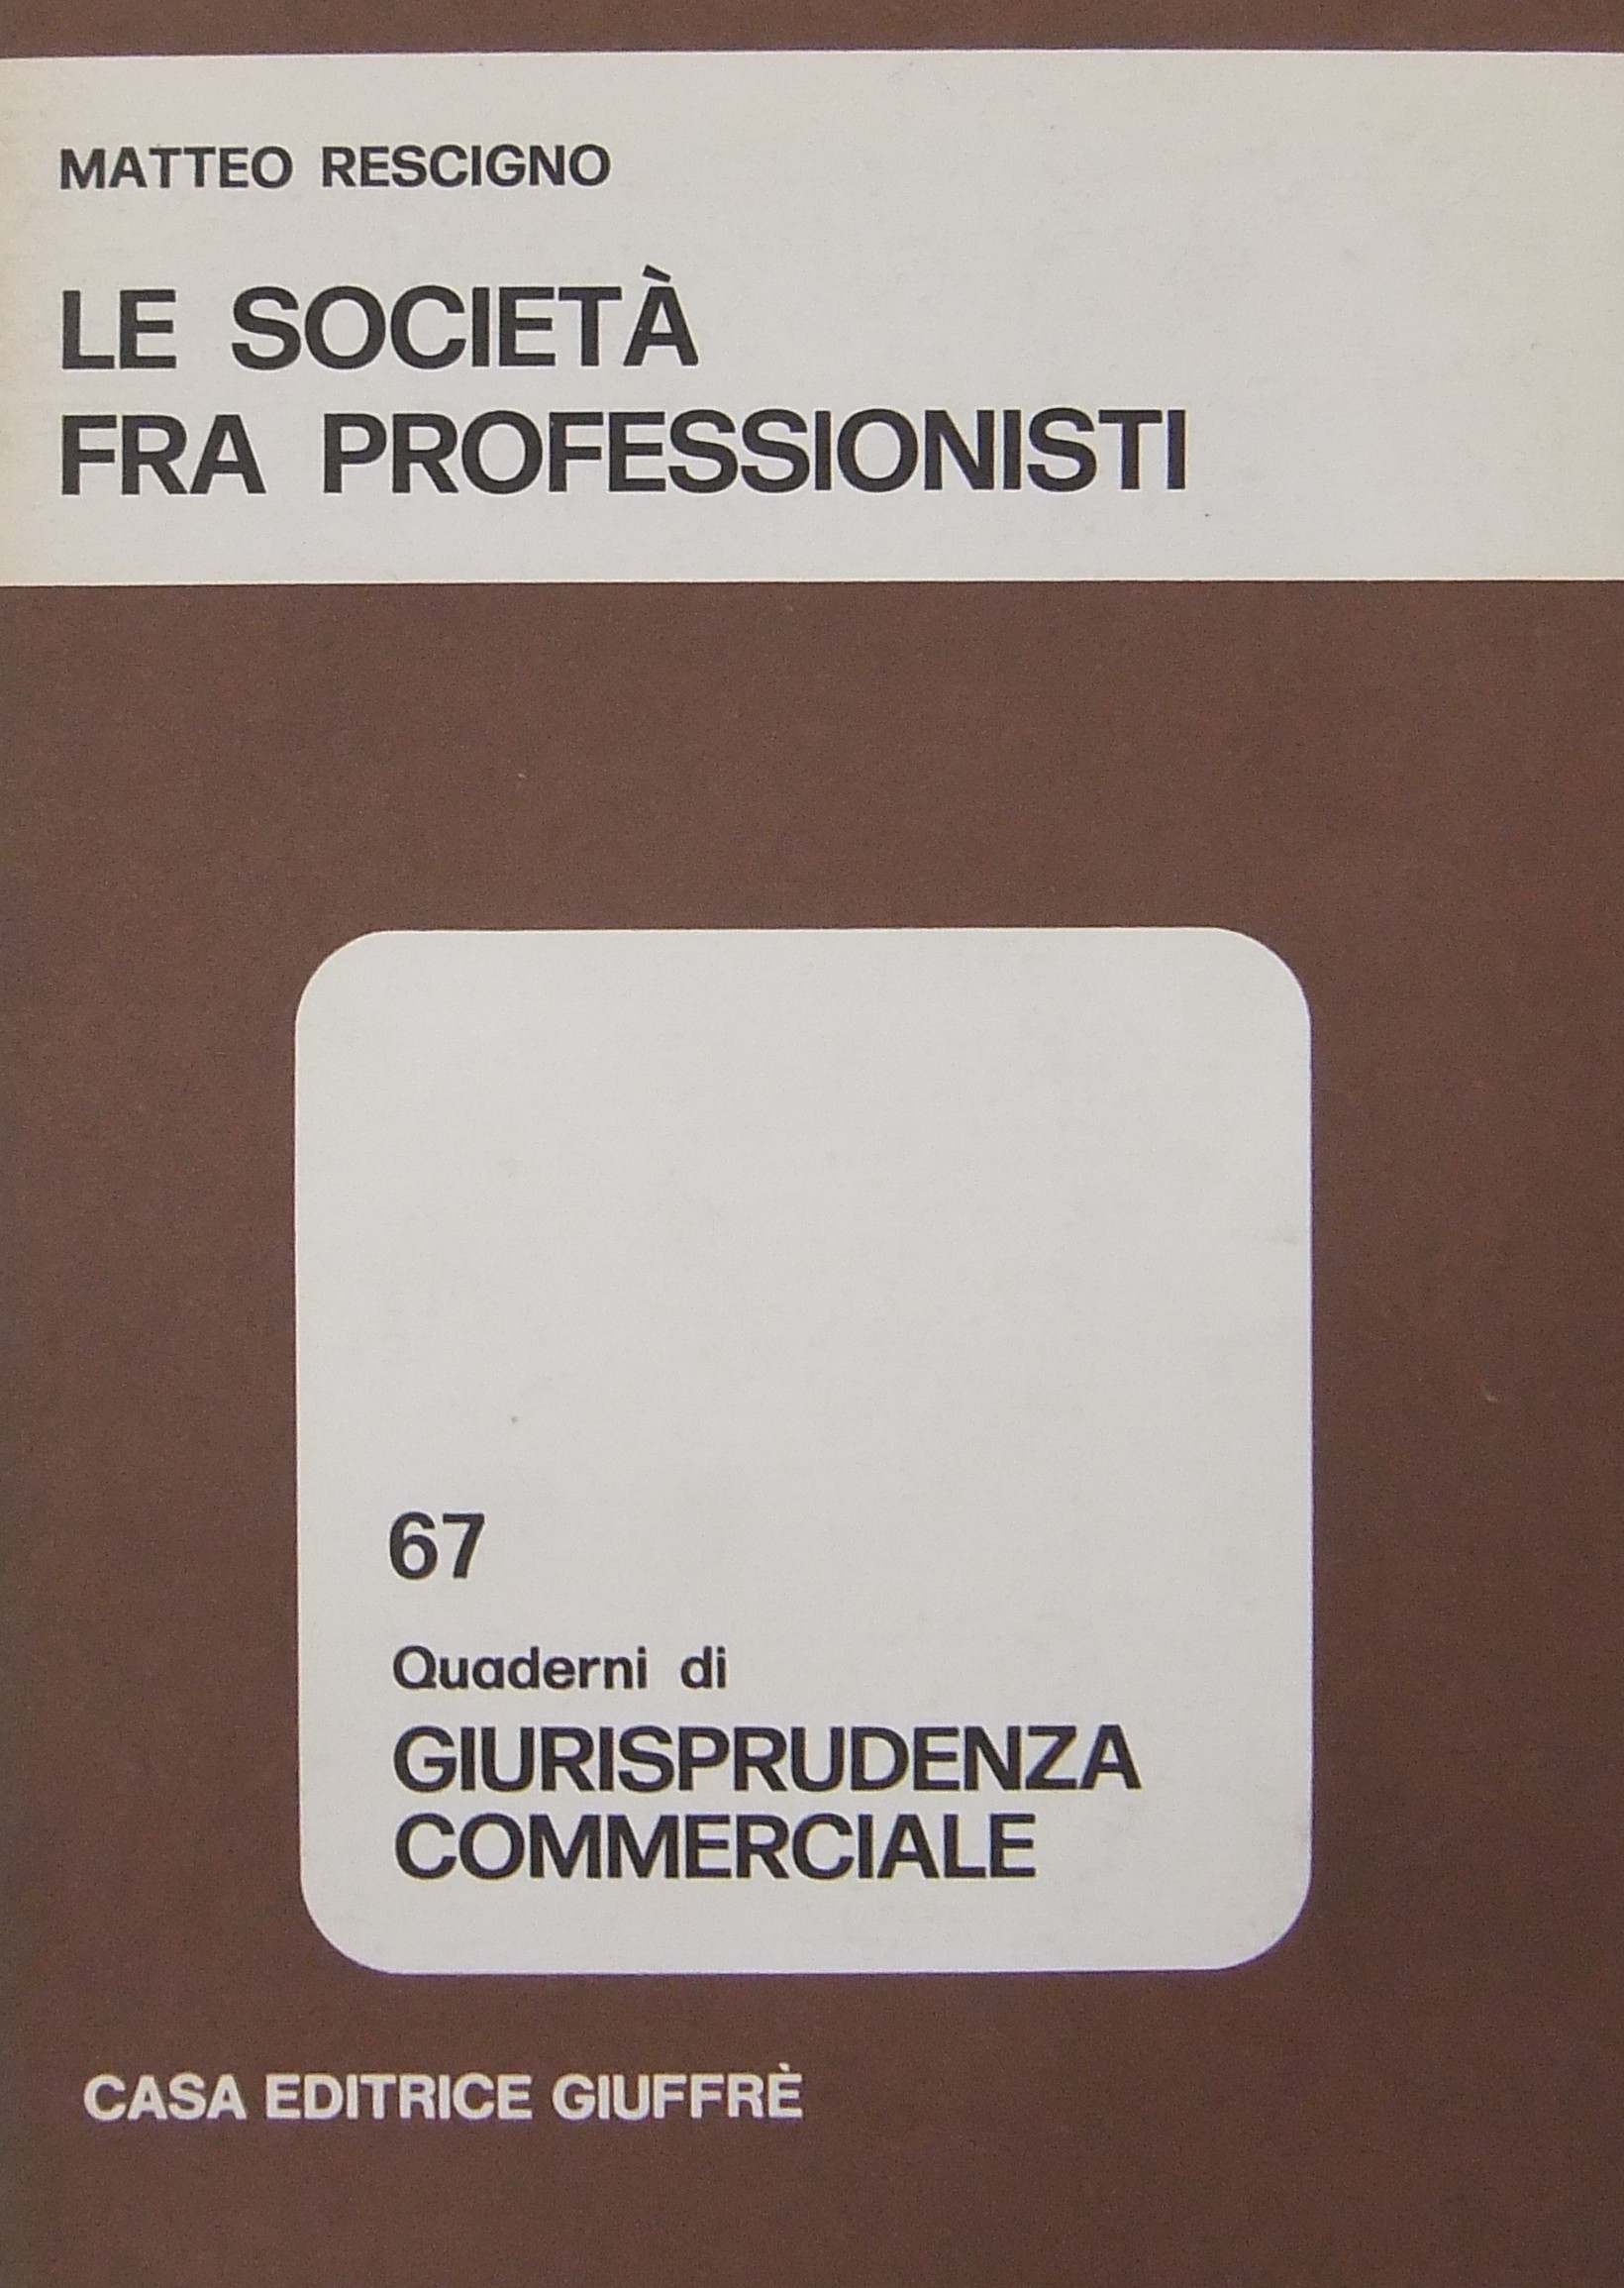 MATTEO RESCIGNO
LE SOCIETÀ
FRA PROFESSIONISTI
67
Quaderni di
GIURISPRUDENZA
COMMERCIALE
CASA EDITRICE GIUFFRÈ